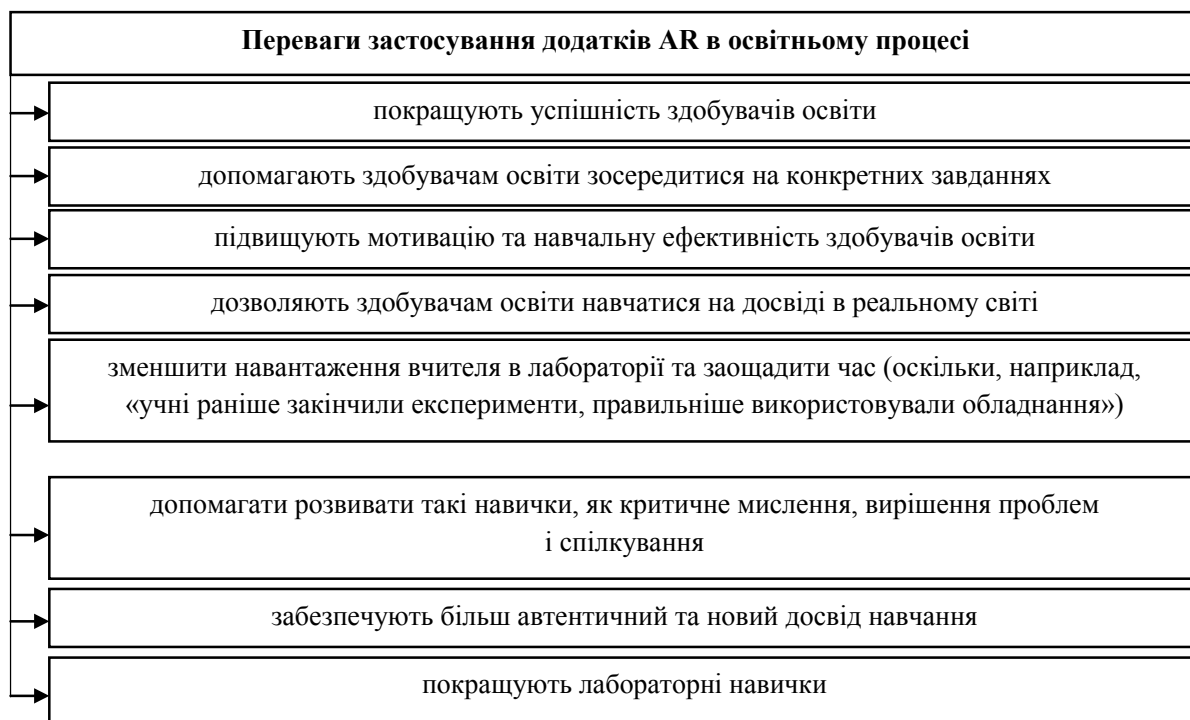 Переваги застосування додатків AR в освітньому процесі
покращують успішність здобувачів освіти
допомагають здобувачам освіти зосередитися на конкретних завданнях
підвищують мотивацію та навчальну ефективність здобувачів освіти
дозволяють здобувачам освіти навчатися на досвіді в реальному світі
зменшити навантаження вчителя в лабораторії та заощадити час (оскільки, наприклад,
«учні раніше закінчили експерименти, правильніше використовували обладнання»)
допомагати розвивати такі навички, як критичне мислення, вирішення проблем
і спілкування
забезпечують більш автентичний та новий досвід навчання
покращують лабораторні навички